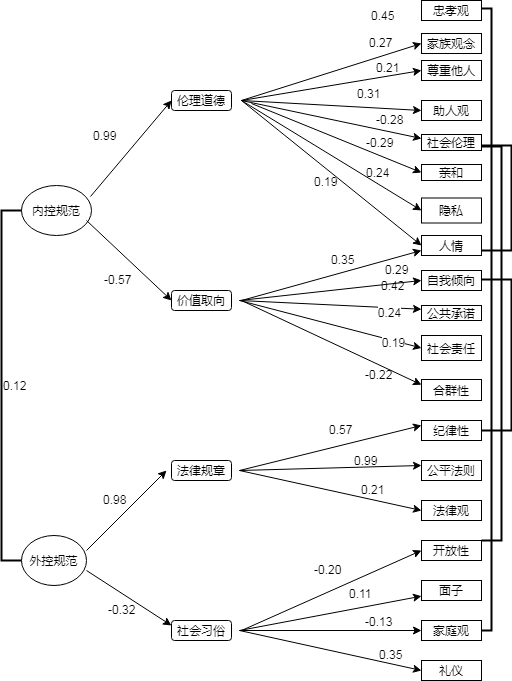 0.45
忠孝观
0.27
家族观念
0.21
尊重他人
伦理道德
0.31
助人观
-0.28
0.99
-0.29
社会伦理
0.24
亲和
0.19
内控规范
隐私
人情
0.35
0.29
-0.57
自我倾向
0.42
价值取向
0.24
公共承诺
0.19
社会责任
-0.22
0.12
合群性
0.57
纪律性
0.99
法律规章
公平法则
0.98
0.21
法律观
外控规范
开放性
-0.20
0.11
面子
-0.32
-0.13
社会习俗
家庭观
0.35
礼仪